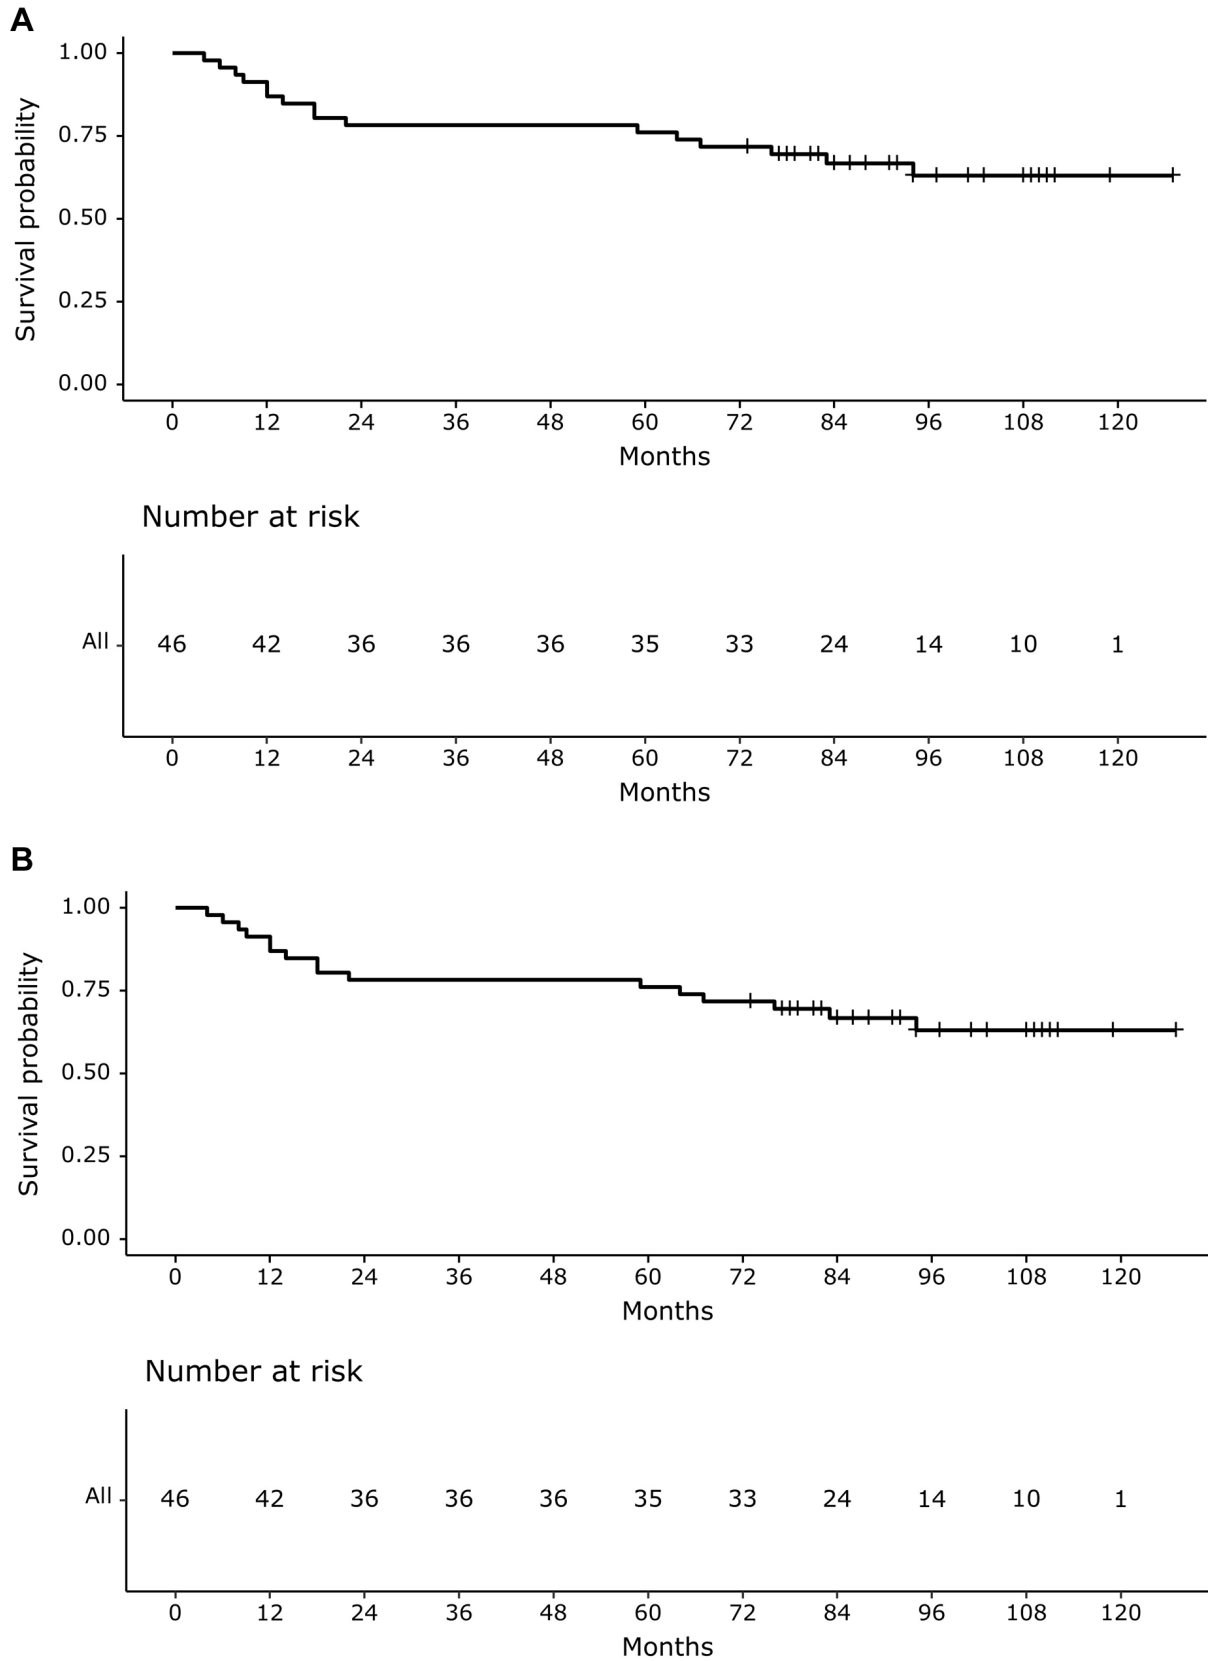 A
Survival probability
1.00
0.75
0.50
0.25
0.00
0 12 24 36 48 60 72 84 96 108 120
Months
Number at risk
All 46 42 36 36 36 35 33 24 14 10 1
0 12 24 36 48 60 72 84 96 108 120
Months
B
Survival probability
1.00
0.75
0.50
0.25
0.00
0 12 24 36 48 60 72 84 96 108 120
Months
Number at risk
All 46 42 36 36 36 35 33 24 14 10 1
0 12 24 36 48 60 72 84 96 108 120
Months